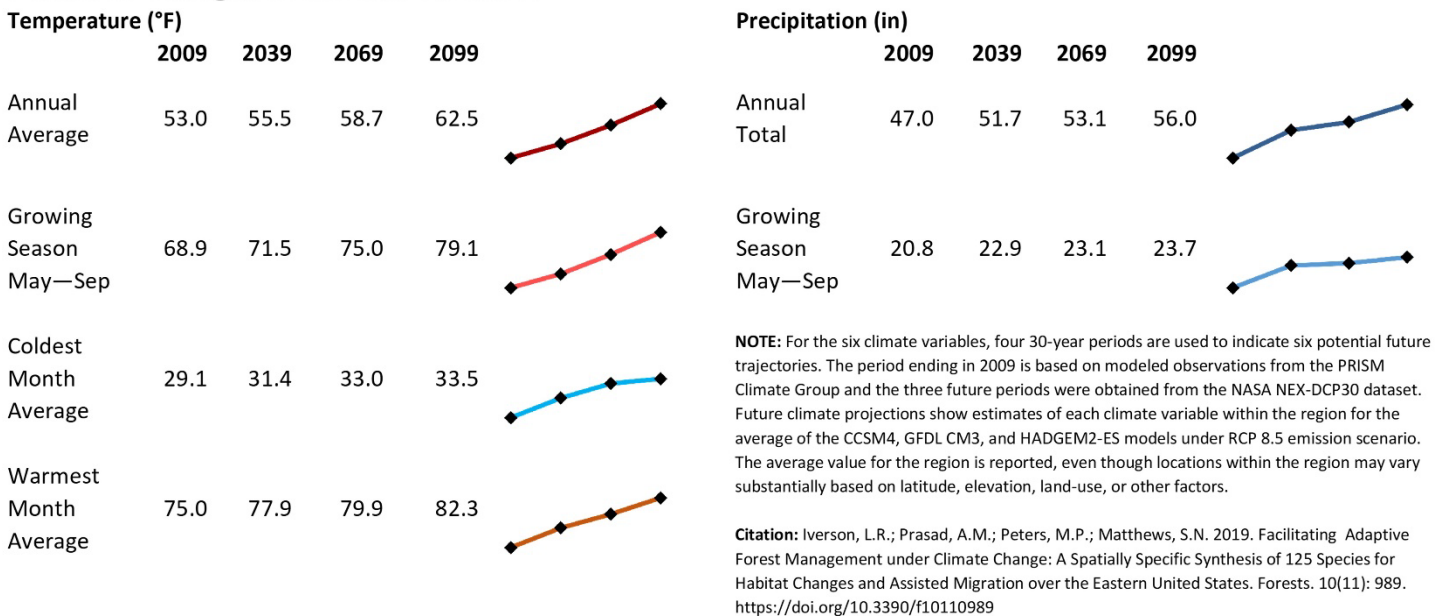 Temperature (°F)
2009 2039 2069 2099
Annual
Average
53.0 55.5 58.7 62.5
Growing
Season
May—Sep
68.9 71.5 75.0 79.1
Coldest
Month
Average
29.1 31.4 33.0 33.5
Warmest
Month
Average
75.0 77.9 79.9 82.3
Precipitation (in)
2009 2039 2069 2099
Annual
Total
47.0 51.7 53.1 56.0
Growing
Season
May—Sep
20.8 22.9 23.1 23.7
NOTE: For the six climate variables, four 30-year periods are used to indicate six potential future
trajectories. The period ending in 2009 is based on modeled observations from the PRISM
Climate Group and the three future periods were obtained from the NASA NEX-DCP30 dataset.
Future climate projections show estimates of each climate variable within the region for the
average of the CCSM4, GFDL CM3, and HADGEM2-ES models under RCP 8.5 emission scenario.
The average value for the region is reported, even though locations within the region may vary
substantially based on latitude, elevation, land-use, or other factors.
Citation: Iverson, L.R.; Prasad, A.M.; Peters, M.P.; Matthews, S.N. 2019. Facilitating Adaptive
Forest Management under Climate Change: A Spatially Specific Synthesis of 125 Species for
Habitat Changes and Assisted Migration over the Eastern United States. Forests. 10(11): 989.
https://doi.org/10.3390/f10110989